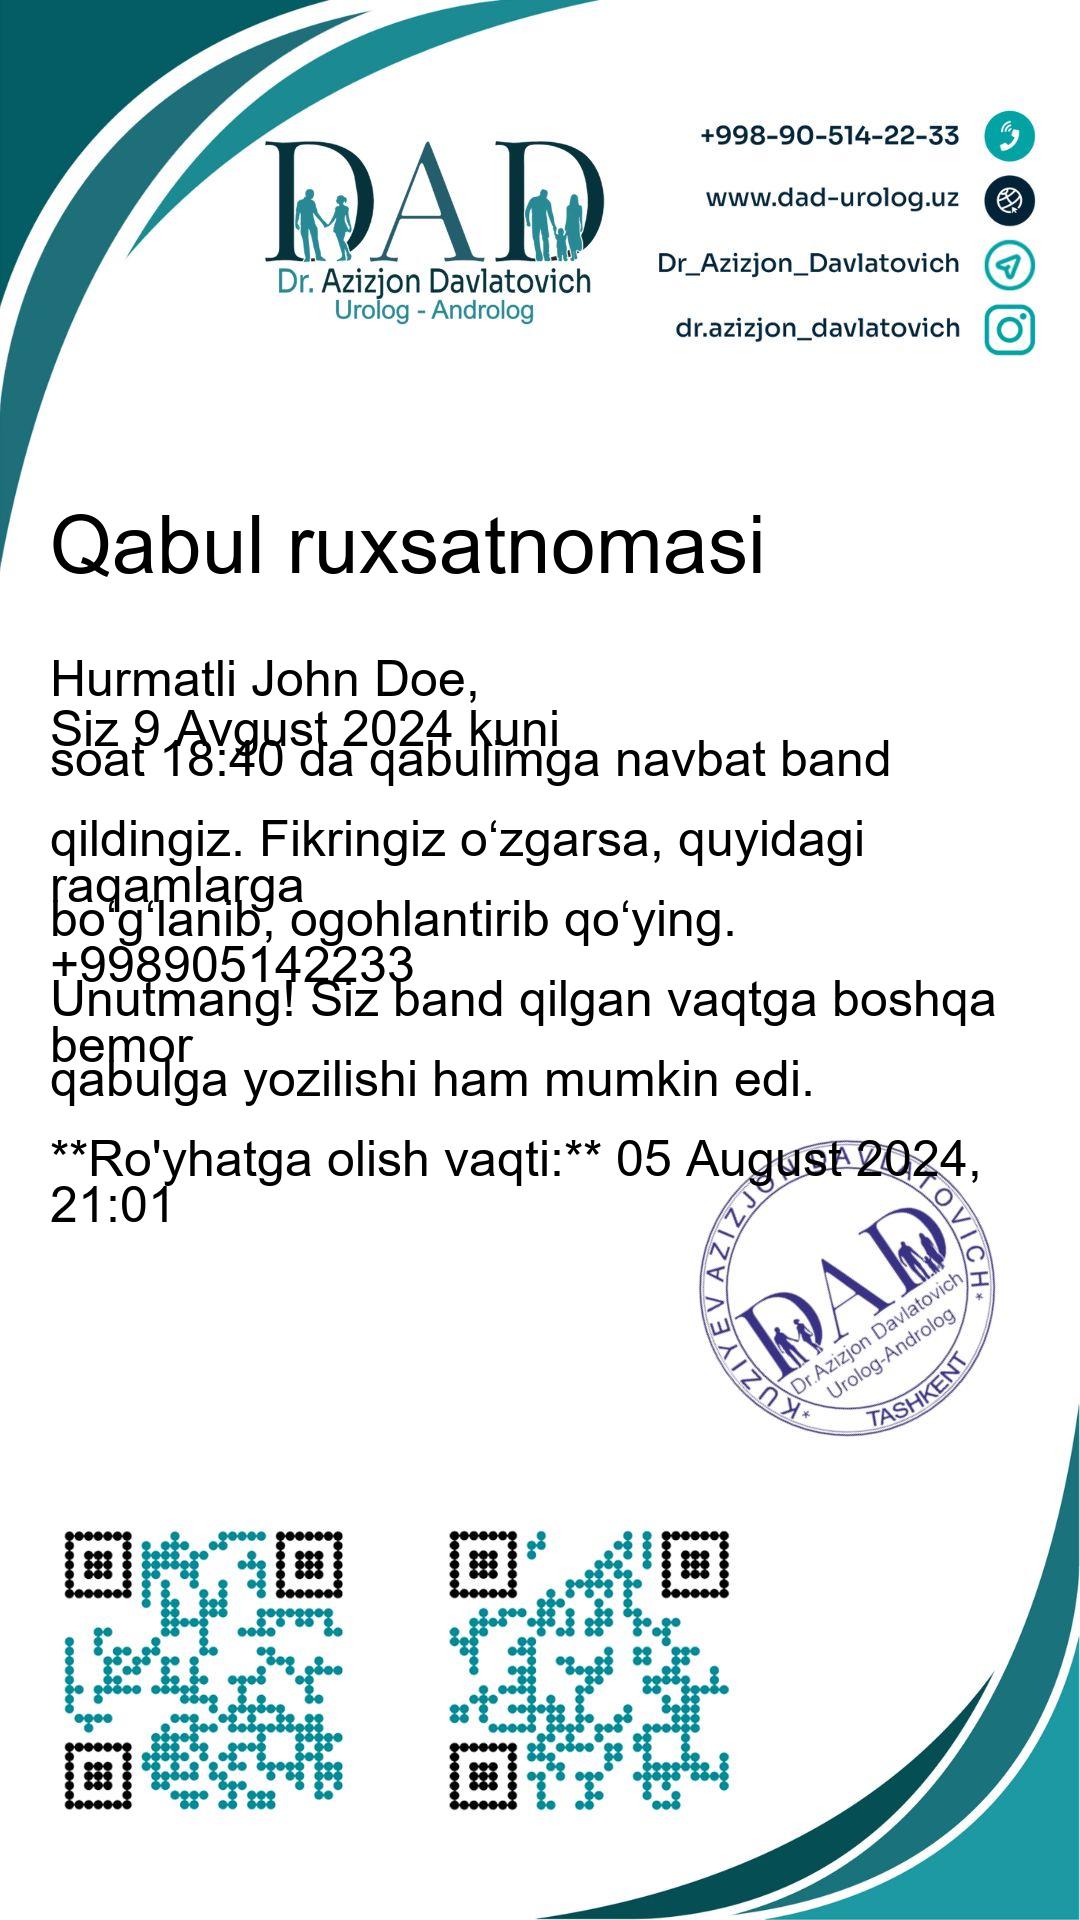 +998-90-514-22-33
www.dad-urolog.uz
Dr_Azizjon_Davlatovich
dr.azizjon_davlatovich
DAD
Dr. Azizjon Davlatovich
Urolog - Androlog
Qabul ruxsatnomasi
Hurmatli John Doe,
Siz 9 Avgust 2024 kuni
soat 18:40 da qabulimga navbat band
qildingiz. Fikringiz o‘zgarsa, quyidagi
raqamlarga
bo‘g‘lanib, ogohlantirib qo‘ying.
+998905142233
Unutmang! Siz band qilgan vaqtga boshqa
bemor
qabulga yozilishi ham mumkin edi.
**Ro'yhatga olish vaqti:** 05 August 2024,
21:01
*KUZIYEV AZIZJON DAVLATOVICH*
DAD
Dr.Azizjon Davlatovich
Urolog-Androlog
TASHKENT